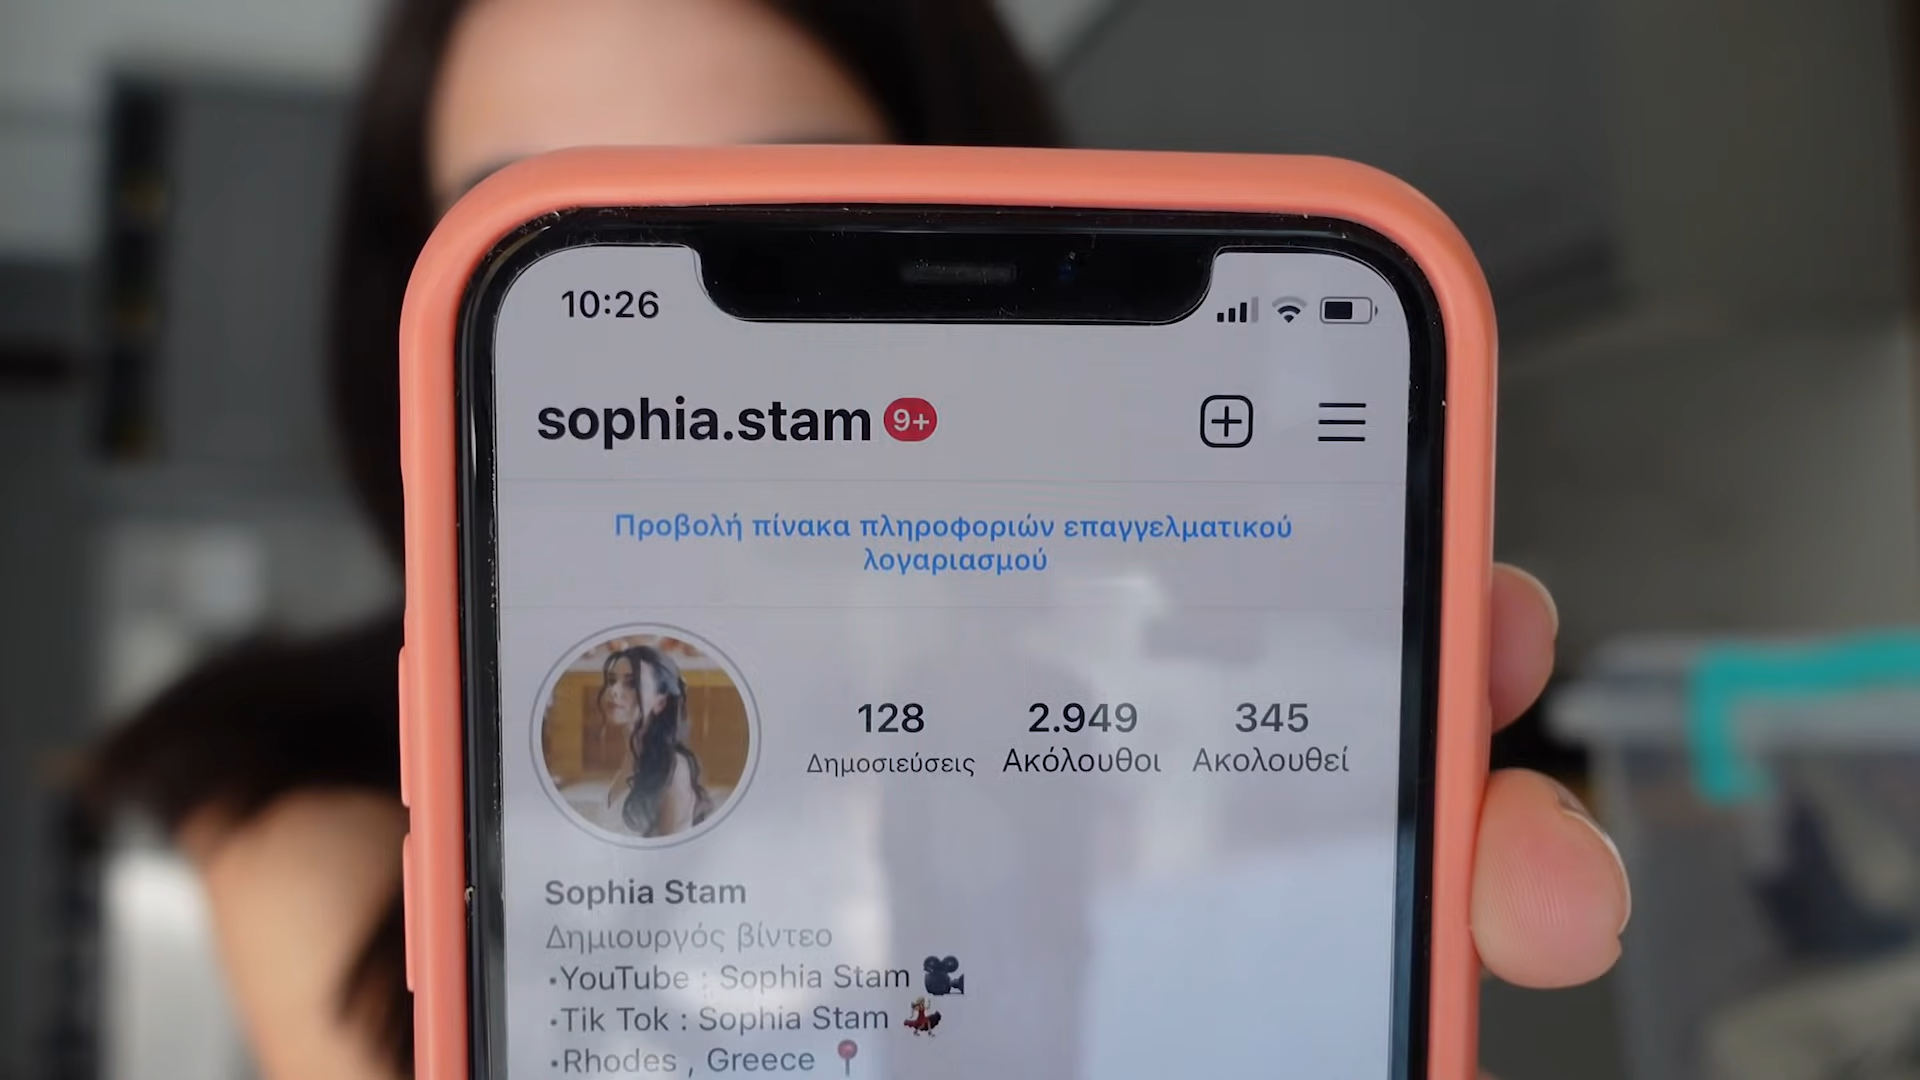 10:26
sophia.stam 9+
Προβολή πίνακα πληροφοριών επαγγελματικού
λογαριασμού
128 2.949 345
Δημοσιεύσεις Ακόλουθοι Ακολουθεί
Sophia Stam
Δημιουργός βίντεο
•YouTube : Sophia Stam
•Tik Tok : Sophia Stam
•Rhodes , Greece